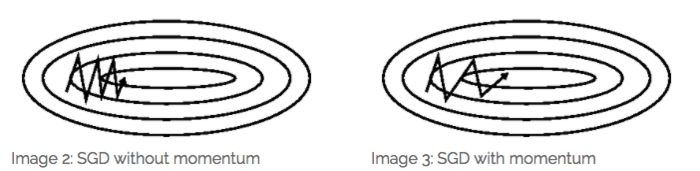 Image 2: SGD without momentum
Image 3: SGD with momentum